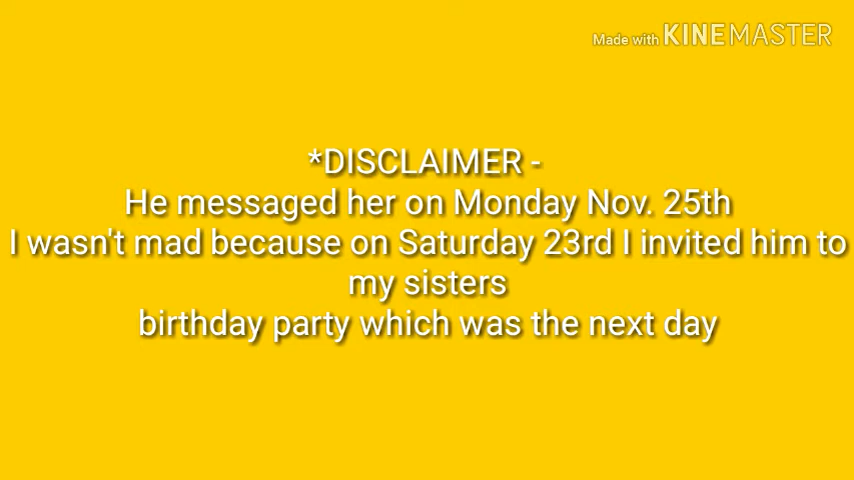 Made with KINEMASTER
*DISCLAIMER -
He messaged her on Monday Nov. 25th
I wasn't mad because on Saturday 23rd I invited him to
my sisters
birthday party which was the next day